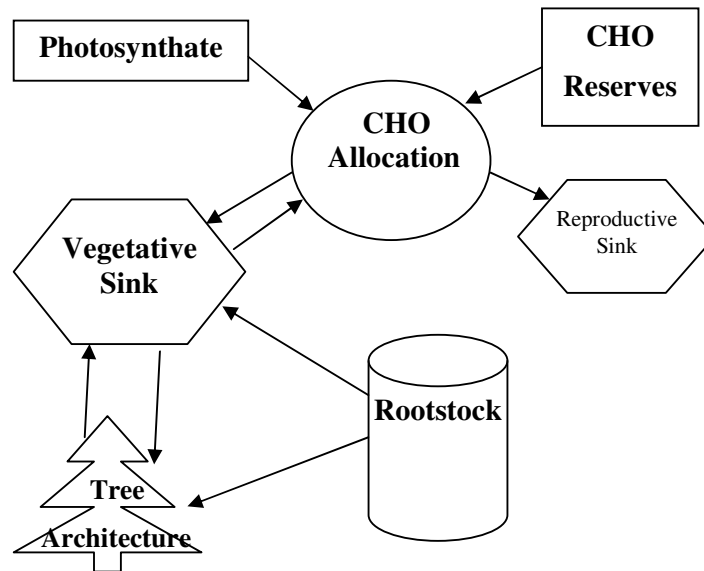 Photosynthate
CHO
Reserves
CHO
Allocation
Reproductive
Sink
Vegetative
Sink
Rootstock
Tree
Architecture